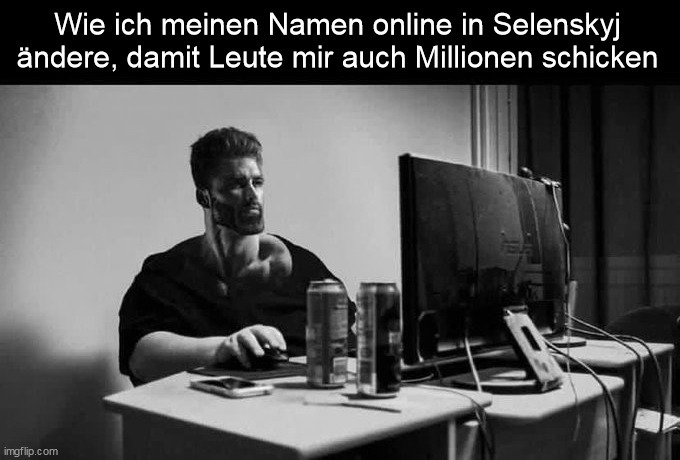 Wie ich meinen Namen online in Selenskyj
ändere, damit Leute mir auch Millionen schicken
imgflip.com